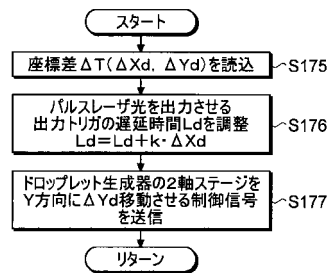 スタート
座標差ΔT(ΔXd, ΔYd)を読込
S175
パルスレーザ光を出力させる
出力トリガの遅延時間Ldを調整
Ld=Ld+k・ΔXd
S176
ドロップレット生成器の2軸ステージを
Y方向にΔYd移動させる制御信号
を送信
S177
リターン